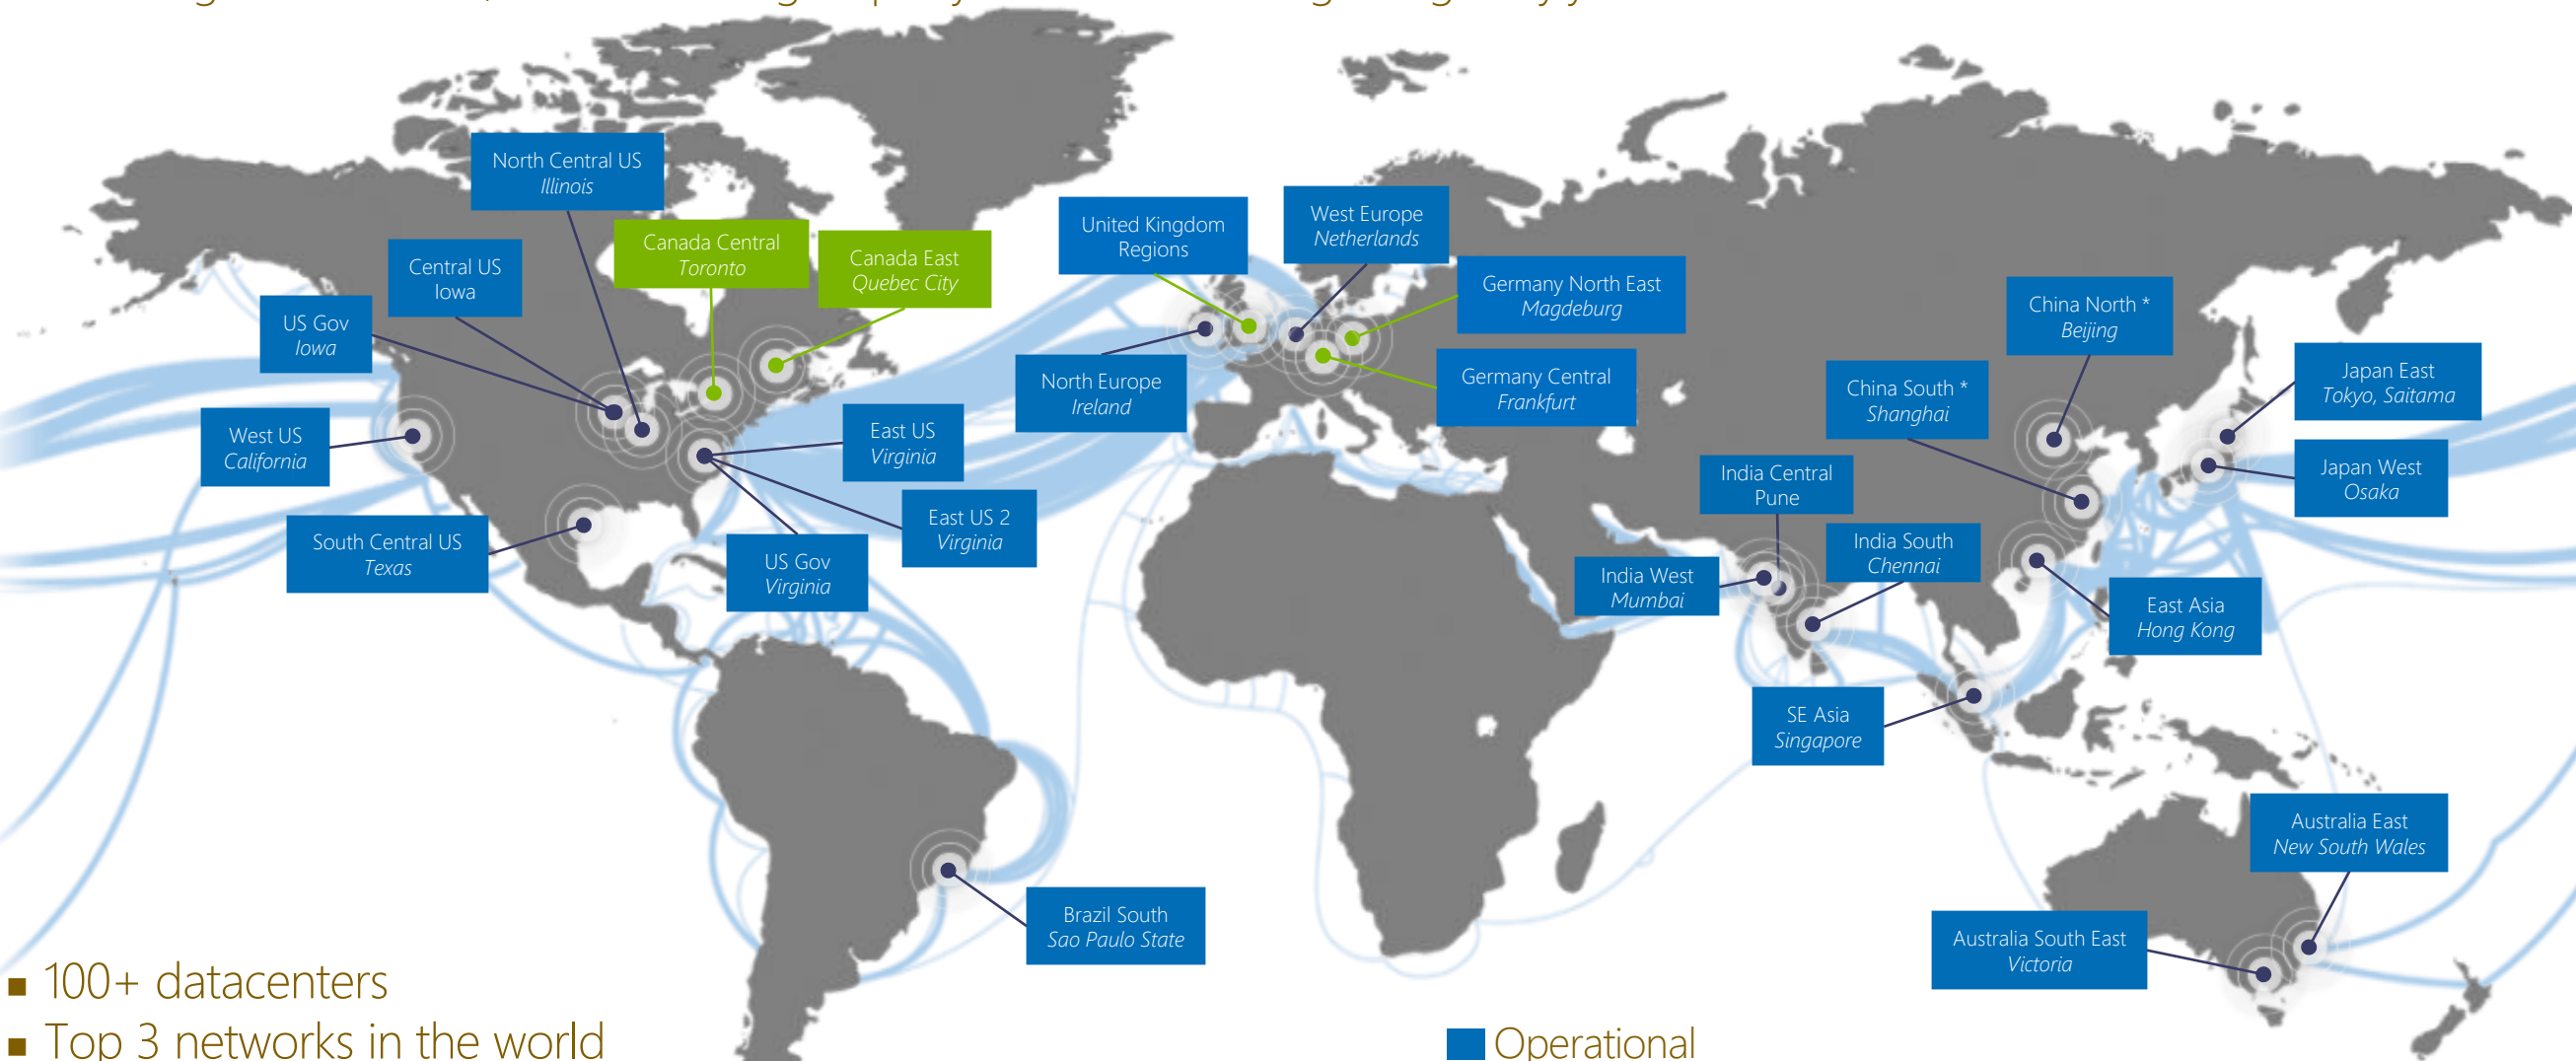 North Central US
Illinois
Canada Central
Toronto
Canada East
Quebec City
Central US
Iowa
US Gov
Iowa
West US
California
South Central US
Texas
East US
Virginia
East US 2
Virginia
US Gov
Virginia
United Kingdom
Regions
West Europe
Netherlands
Germany North East
Magdeburg
Germany Central
Frankfurt
North Europe
Ireland
China North *
Beijing
China South *
Shanghai
Japan East
Tokyo, Saitama
Japan West
Osaka
India Central
Pune
India South
Chennai
India West
Mumbai
East Asia
Hong Kong
SE Asia
Singapore
Australia East
New South Wales
Australia South East
Victoria
Brazil South
Sao Paulo State
▪ 100+ datacenters
▪ Top 3 networks in the world
Operational